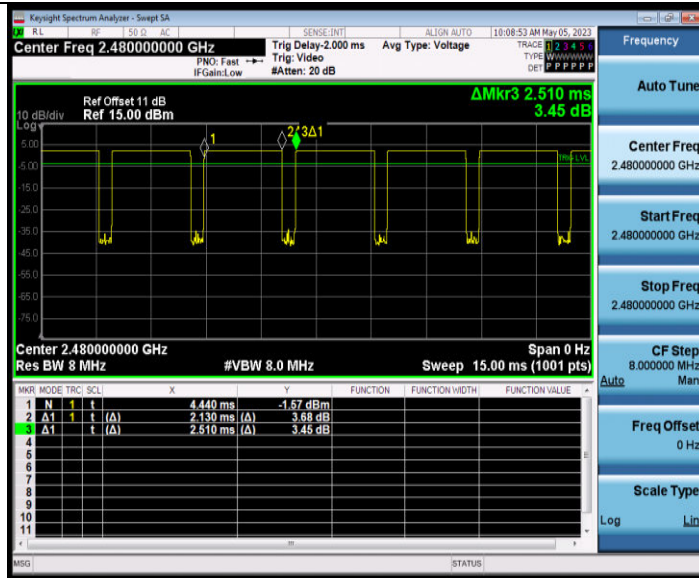 Keysight Spectrum Analyzer - Swept SA
RL RF 50 Ω AC SENSE:INT ALIGN AUTO 10:08:53 AM May 05, 2023
Center Freq 2.480000000 GHz
PNO: Fast
IFGain:Low
Trig Delay-2.000 ms
Trig: Video
#Atten: 20 dB
Avg Type: Voltage
TRACE 1 2 3 4 5 6
TYPE WWWWWW
DET P P P P P P
ΔMkr3 2.510 ms
3.45 dB
Ref Offset 11 dB
10 dB/div Ref 15.00 dBm
Log
5.00
-5.00
-15.0
-25.0
-35.0
-45.0
-55.0
-65.0
-75.0
1
3Δ1
TRIG LVL
Center 2.480000000 GHz Span 0 Hz
Res BW 8 MHz #VBW 8.0 MHz Sweep 15.00 ms (1001 pts)
MKR MODE TRC SCL X Y FUNCTION FUNCTION WIDTH FUNCTION VALUE
1 N 1 t 4.440 ms -1.57 dBm
2 Δ1 1 t (Δ) 2.130 ms (Δ) 3.68 dB
3 Δ1 t (Δ) 2.510 ms (Δ) 3.45 dB
4
5
6
7
8
9
10
11
MSG STATUS
Frequency
Auto Tune
Center Freq
2.480000000 GHz
Start Freq
2.480000000 GHz
Stop Freq
2.480000000 GHz
CF Step
8.000000 MHz
Auto Man
Freq Offset
0 Hz
Scale Type
Log Lin